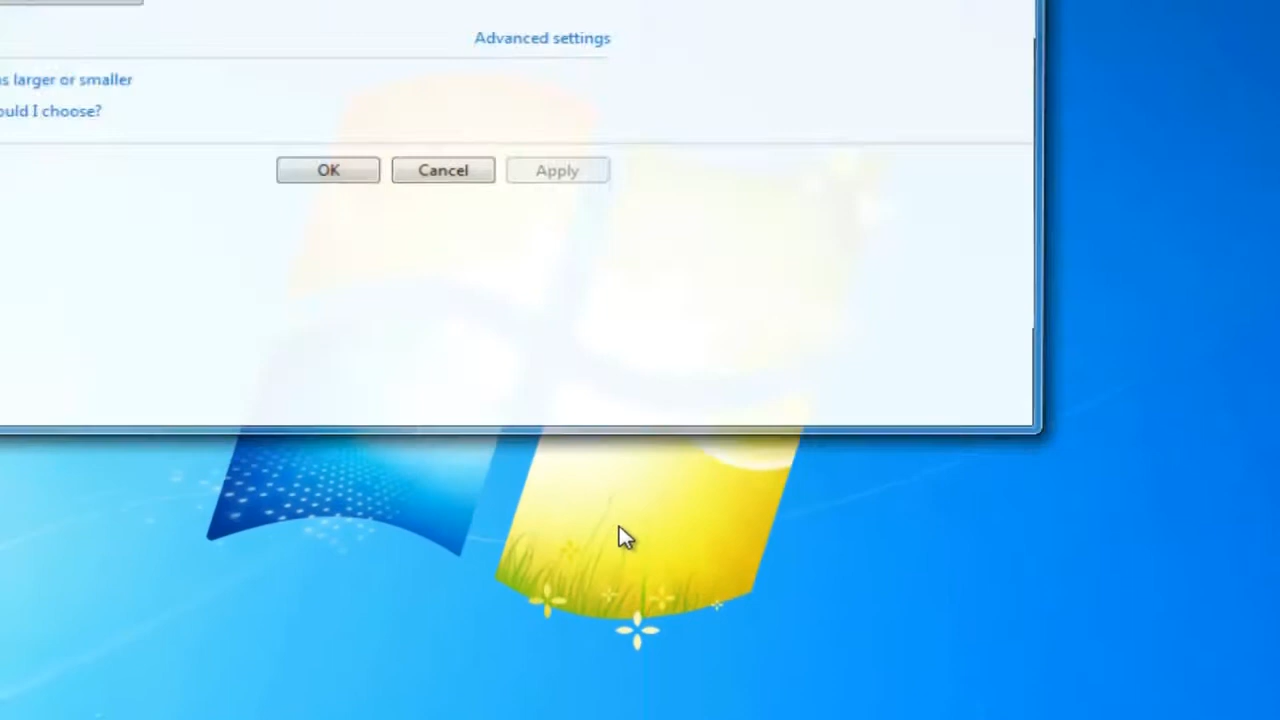 Advanced settings
s larger or smaller
ould I choose?
OK Cancel Apply